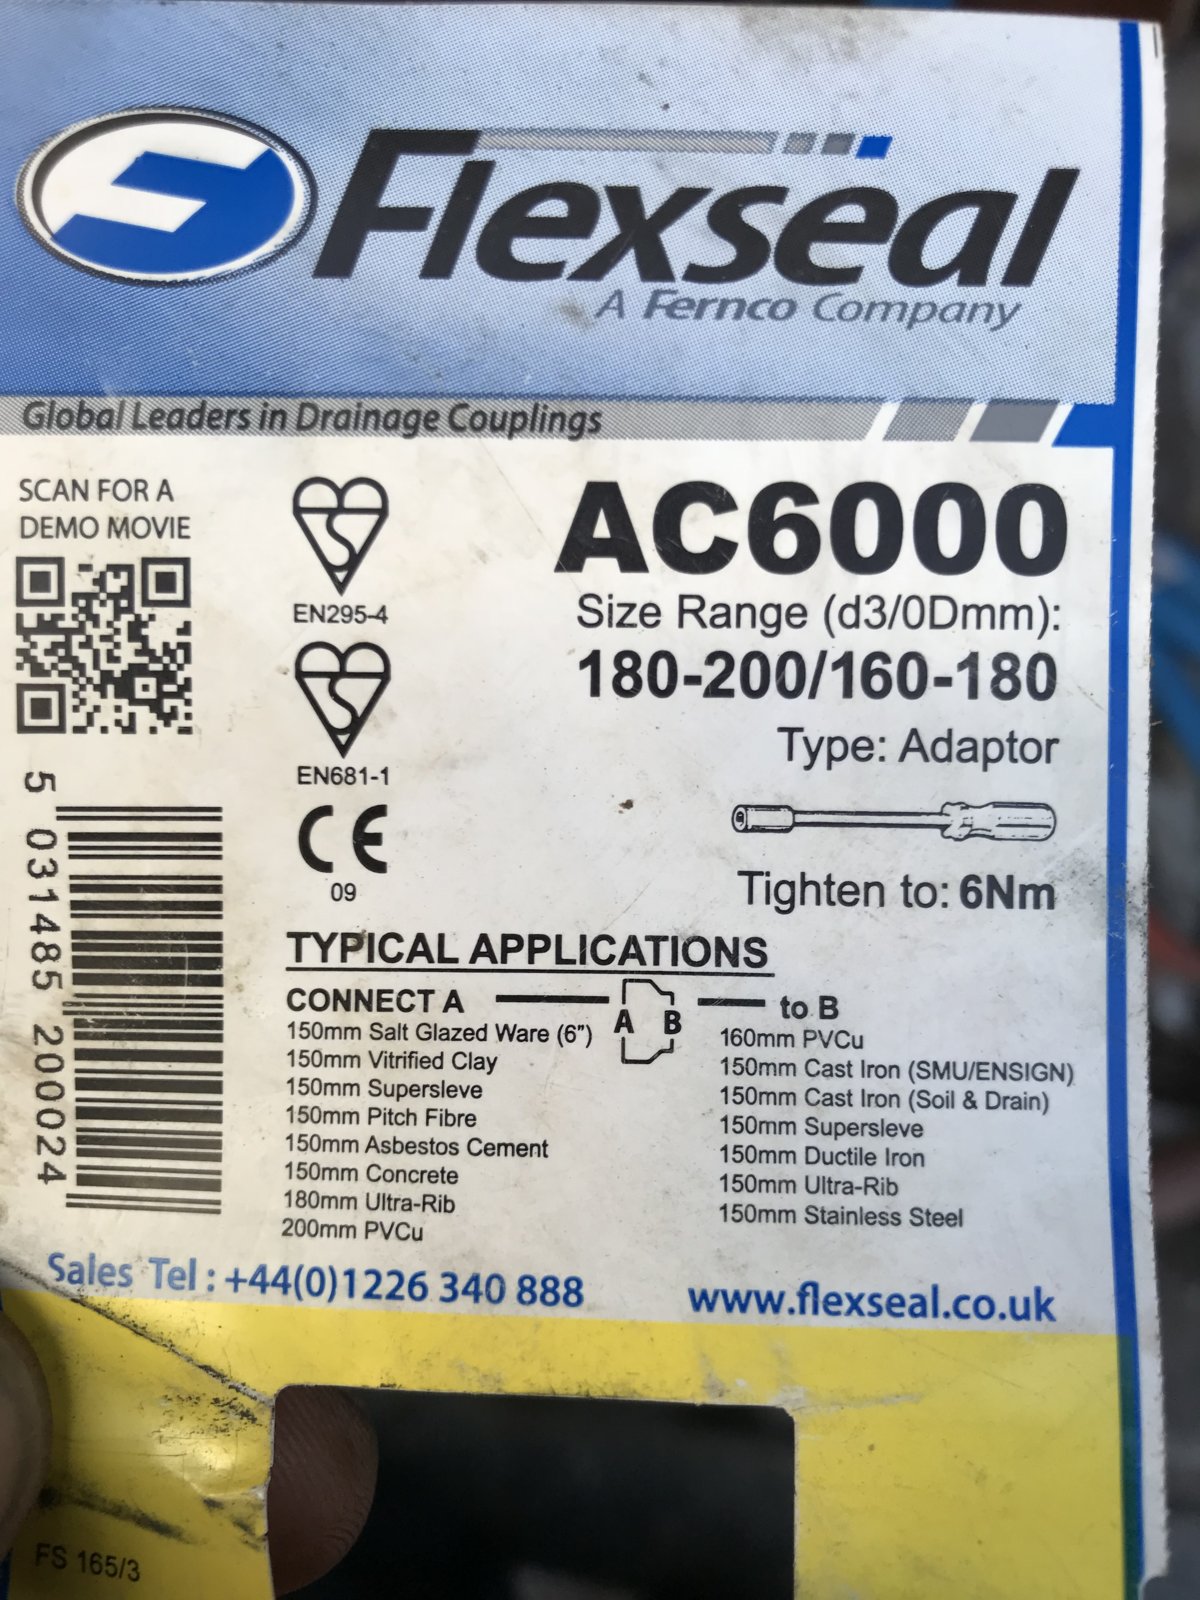 Flexseal
A Fernco Company
Global Leaders in Drainage Couplings
SCAN FOR A
DEMO MOVIE
EN295-4
EN681-1
CE
09
5 031485 200024
AC6000
Size Range (d3/0Dmm):
180-200/160-180
Type: Adaptor
Tighten to: 6Nm
TYPICAL APPLICATIONS
CONNECT A
A B
to B
150mm Salt Glazed Ware (6")
150mm Vitrified Clay
150mm Supersleve
150mm Pitch Fibre
150mm Asbestos Cement
150mm Concrete
180mm Ultra-Rib
200mm PVCu
160mm PVCu
150mm Cast Iron (SMU/ENSIGN)
150mm Cast Iron (Soil & Drain)
150mm Supersleve
150mm Ductile Iron
150mm Ultra-Rib
150mm Stainless Steel
Sales Tel : +44(0)1226 340 888
www.flexseal.co.uk
FS 165/3